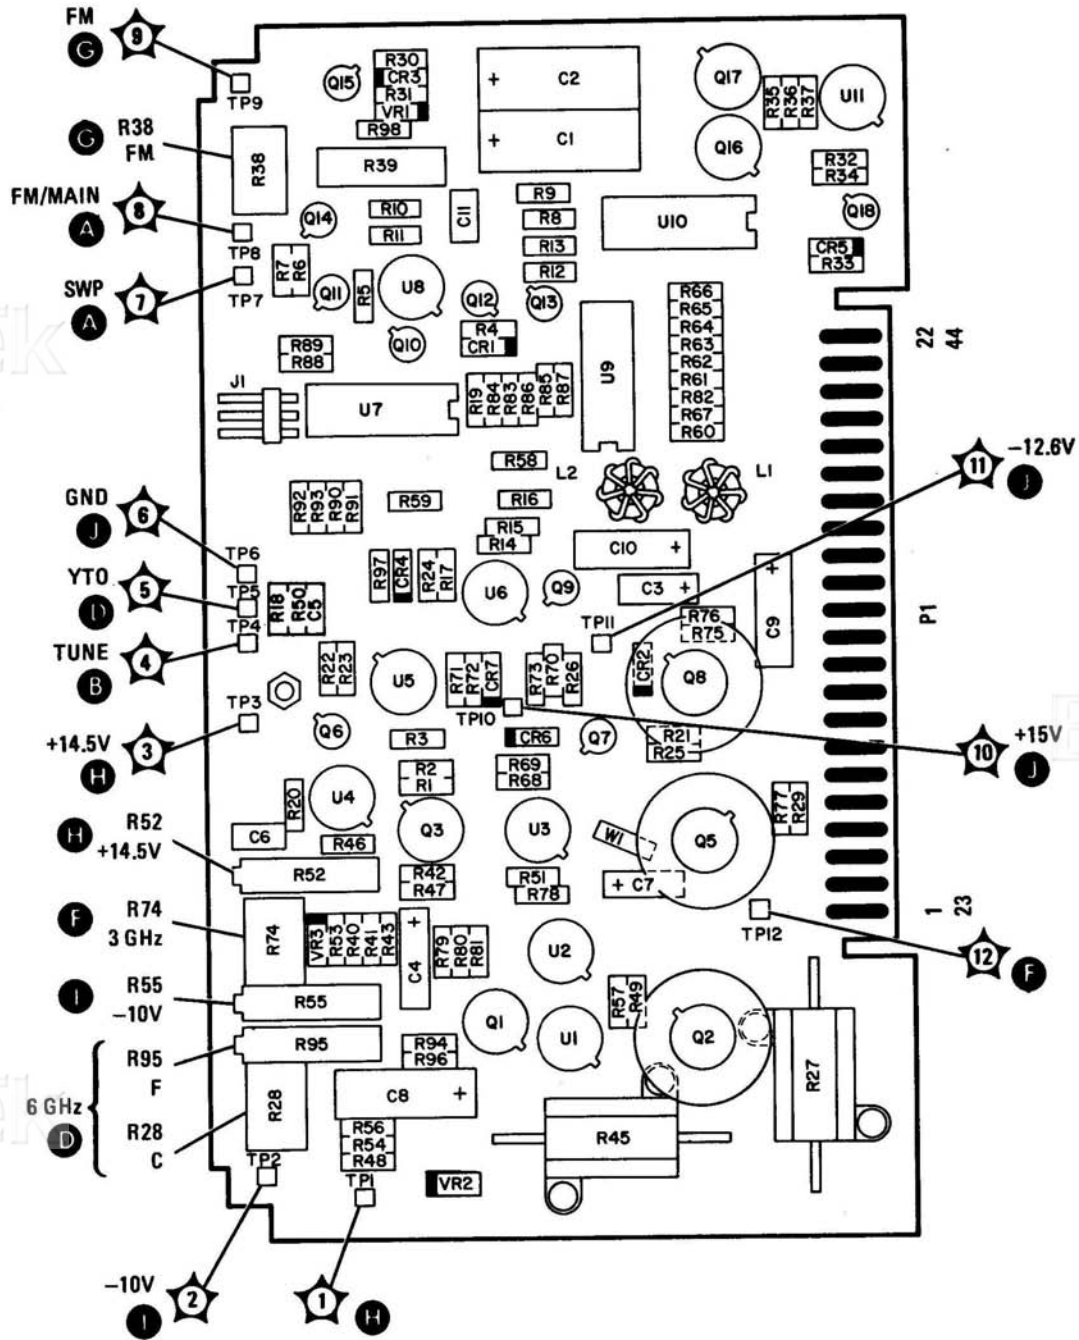 FM
G 9
TP9
R30
CR3
R31
VR1
R98
Q15
C2
C1
Q17
Q16
R35
R36
R37
U11
G R38
FM
R38
R39
R32
R34
FM/MAIN
A 8
Q14
R10
R11
C11
R9
R8
R13
R12
U10
Q18
CR5
R33
TP8
TP7
SWP
A 7
R7
R6
Q11
R5
U8
Q12
Q13
Q10
R4
CR1
R66
R65
R64
R63
R62
R61
R82
R67
R60
22
44
R89
R88
J1
U7
R19
R84
R83
R86
R85
R87
U9
R58
L2
L1
11 -12.6V
J
GND
J 6
R92
R93
R90
R91
R59
R16
R15
R14
C10 +
TP6
YTO
D 5
TP5
TP4
R18
R50
C5
R97
CR4
R24
R17
U6
Q9
C3 +
+
C9
R76
R75
P1
TUNE
B 4
TP11
R22
R23
U5
R71
R72
CR7
R73
R70
R26
CR2
Q8
TP3
TP10
+14.5V
H 3
Q6
R3
CR6
Q7
R21
R25
10 +15V
J
R2
R1
R69
R68
R20
U4
Q3
U3
W1
Q5
R77
R29
H R52
+14.5V
C6
R46
R52
R42
R47
R51
R78
+ C7
F R74
3 GHz
R74
VR3
R53
R40
R41
R43
+
C4
R79
R80
R81
U2
TP12
1
23
12
F
I R55
-10V
R55
R57
R49
Q1
U1
Q2
R27
R95
F
R95
R94
R96
6 GHz
D
R28
C
R28
C8 +
R56
R54
R48
R45
TP2
TP1
VR2
-10V
I 2
1 H